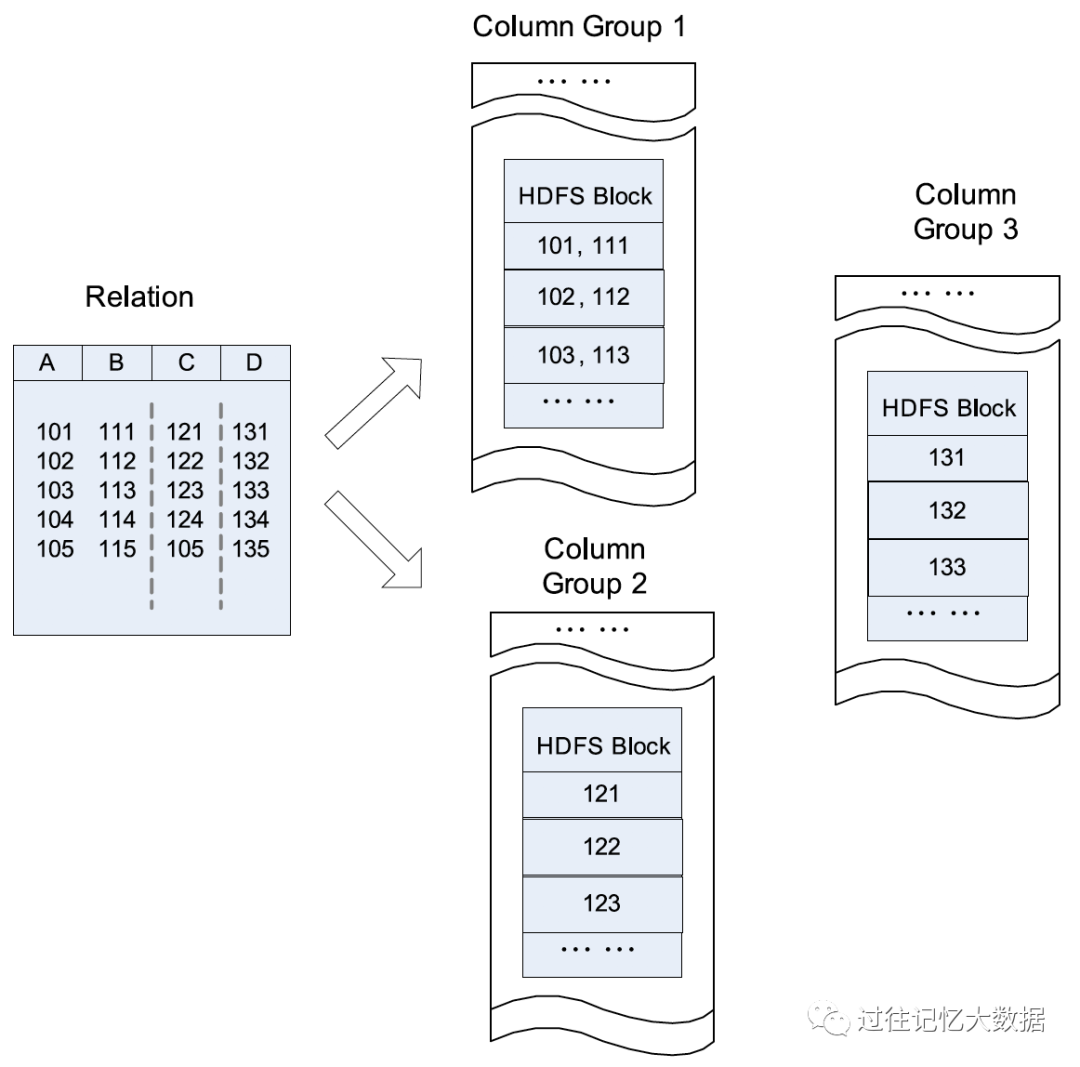 Column Group 1
... ...
HDFS Block
101, 111
102, 112
103, 113
... ...
Relation
A B C D
101 111 121 131
102 112 122 132
103 113 123 133
104 114 124 134
105 115 105 135
Column
Group 2
... ...
HDFS Block
121
122
123
... ...
Column
Group 3
... ...
HDFS Block
131
132
133
... ...
过往记忆大数据